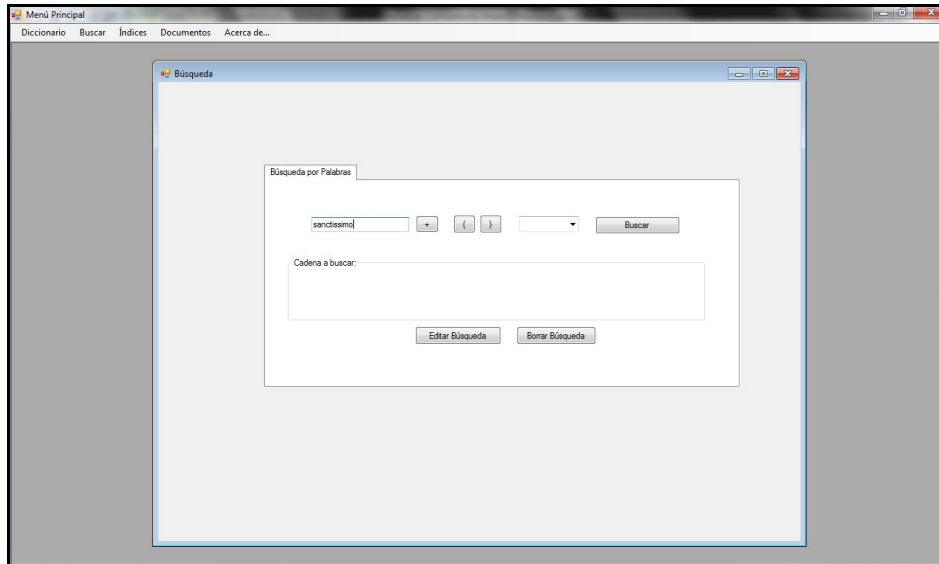 Menú Principal
Diccionario Buscar Índices Documentos Acerca de...
Búsqueda
Búsqueda por Palabras
sanctissimo + ( ) Buscar
Cadena a buscar:
Editar Búsqueda Borrar Búsqueda